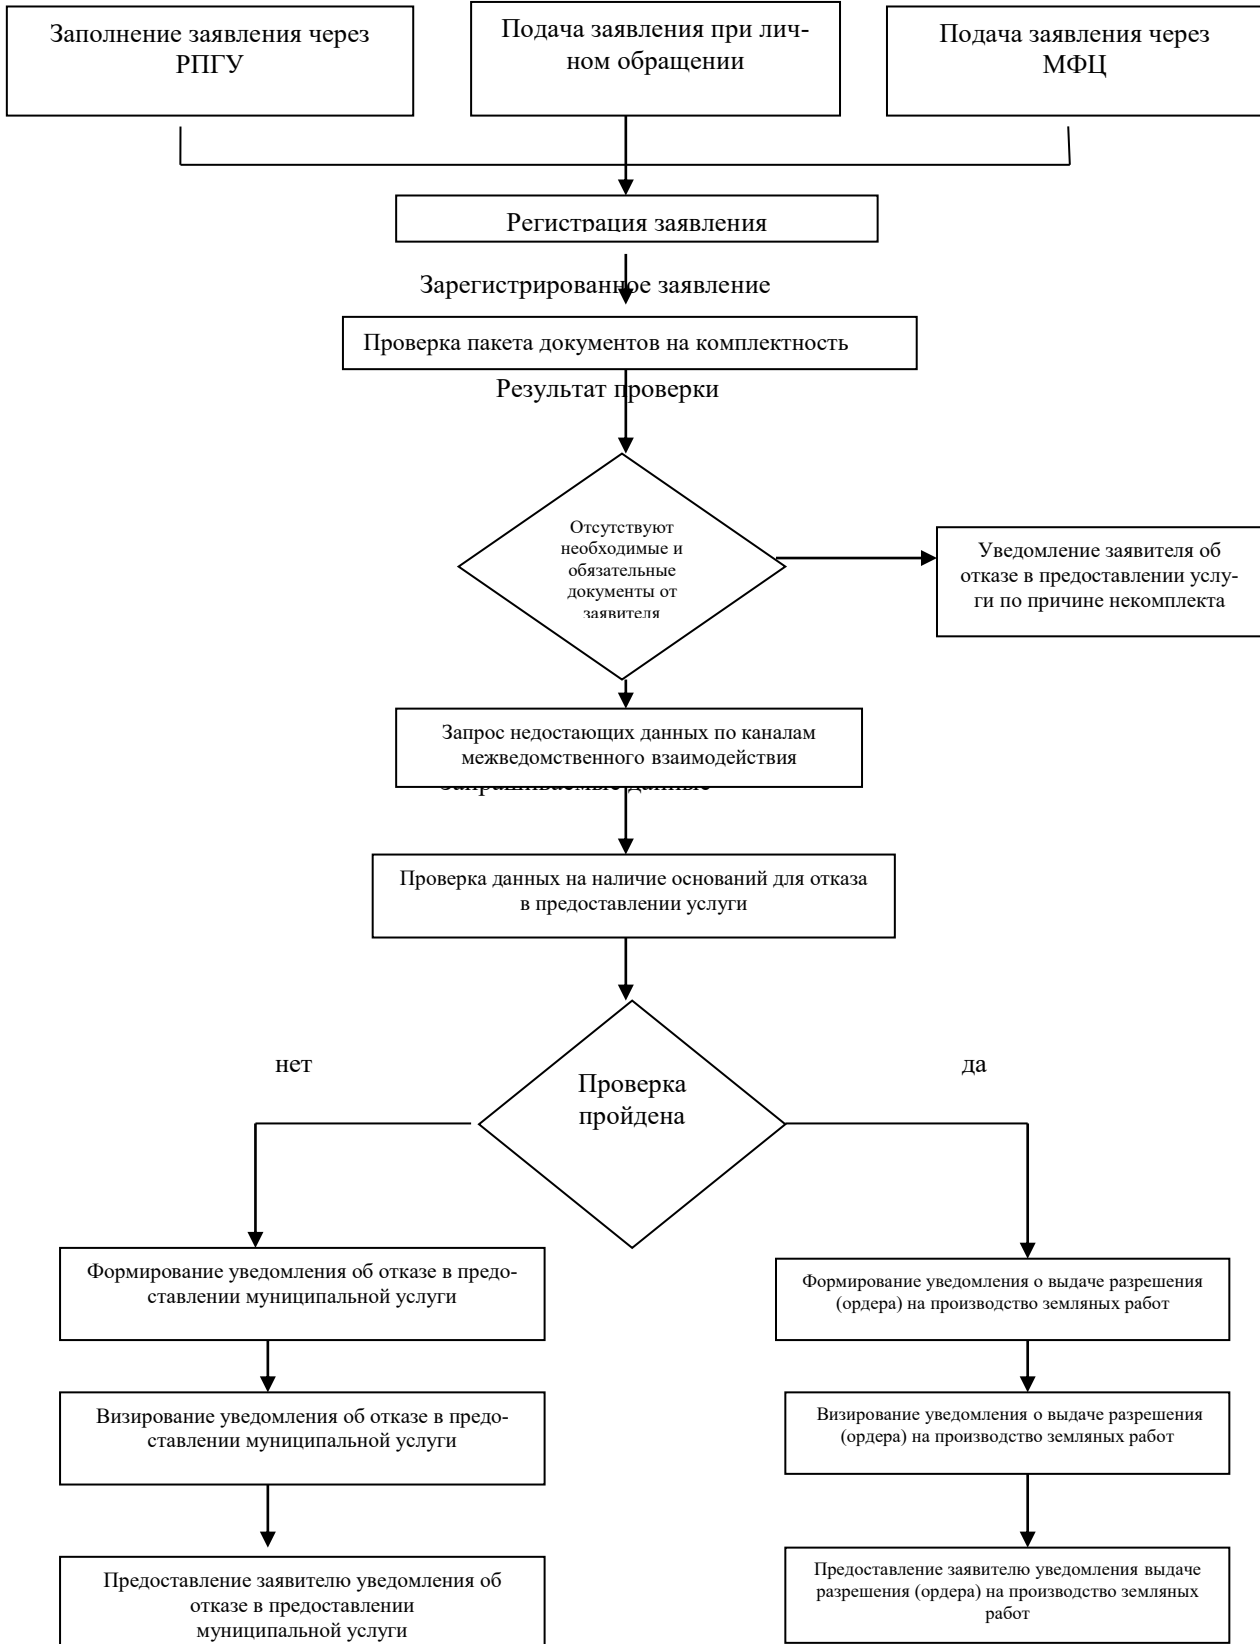 Заполнение заявления через
РПГУ
Подача заявления при лич-
ном обращении
Подача заявления через
МФЦ
Регистрация заявления
Зарегистрированное заявление
Проверка пакета документов на комплектность
Результат проверки
Отсутствуют
необходимые и
обязательные
документы от
заявителя
Уведомление заявителя об
отказе в предоставлении услу-
ги по причине некомплекта
Запрос недостающих данных по каналам
межведомственного взаимодействия
Запрашиваемые данные
Проверка данных на наличие оснований для отказа
в предоставлении услуги
нет
да
Проверка
пройдена
Формирование уведомления об отказе в предо-
ставлении муниципальной услуги
Формирование уведомления о выдаче разрешения
(ордера) на производство земляных работ
Визирование уведомления об отказе в предо-
ставлении муниципальной услуги
Визирование уведомления о выдаче разрешения
(ордера) на производство земляных работ
Предоставление заявителю уведомления об
отказе в предоставлении
муниципальной услуги
Предоставление заявителю уведомления выдаче
разрешения (ордера) на производство земляных
работ